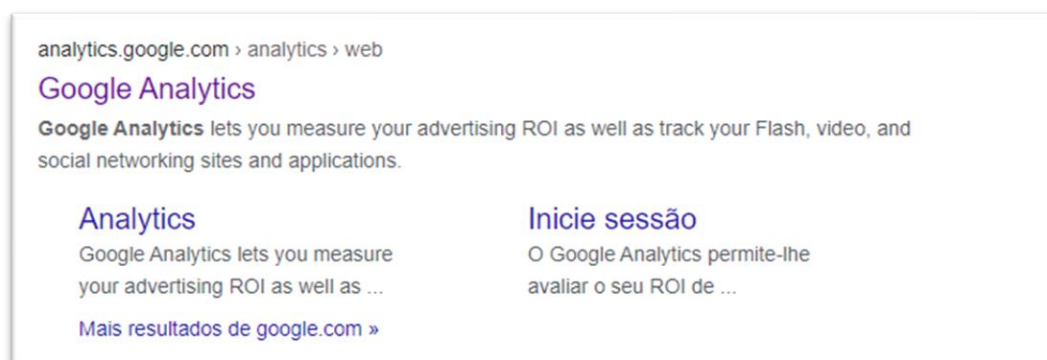 analytics.google.com › analytics › web
Google Analytics
Google Analytics lets you measure your advertising ROI as well as track your Flash, video, and
social networking sites and applications.
Analytics
Google Analytics lets you measure
your advertising ROI as well as ...
Inicie sessão
O Google Analytics permite-lhe
avaliar o seu ROI de ...
Mais resultados de google.com »